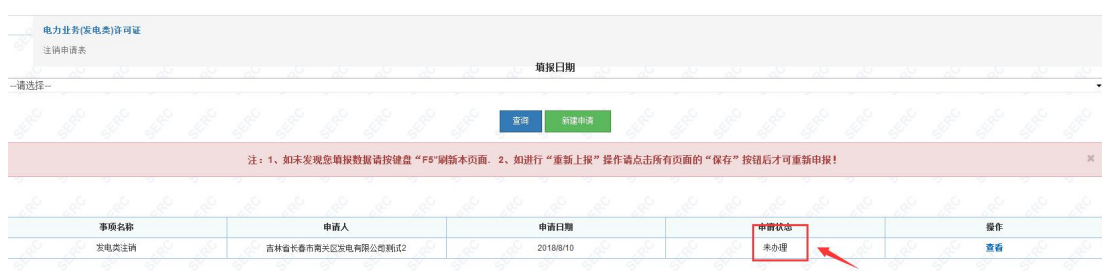 电力业务(发电类)许可证
注销申请表
填报日期
--请选择--
查询 新建申请
注：1、如未发现您填报数据请按键盘“F5”刷新本页面. 2、如进行“重新上报”操作请点击所有页面的“保存”按钮后才可重新申报！ ×
事项名称 申请人 申请日期 申请状态 操作
发电类注销 吉林省长春市南关区发电有限公司测试2 2018/8/10 未办理 查看